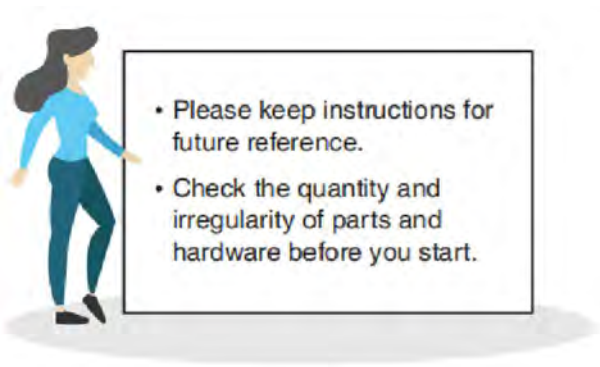 • Please keep instructions for
future reference.
• Check the quantity and
irregularity of parts and
hardware before you start.